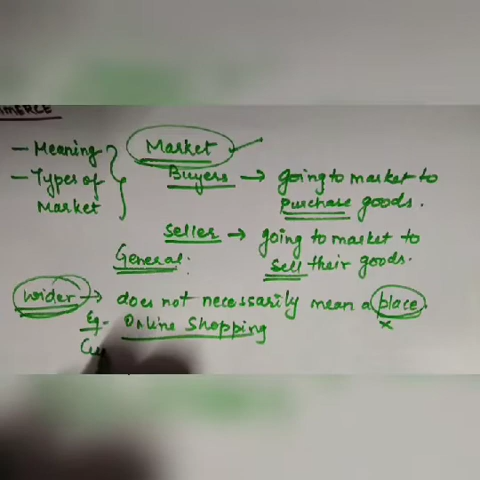 — Meaning
— Types of
Market
Market
Buyers → going to market to
purchase goods.
Seller → going to market to
General: sell their goods.
Wider → does not necessarily mean a place.
Eg- Online Shopping ×